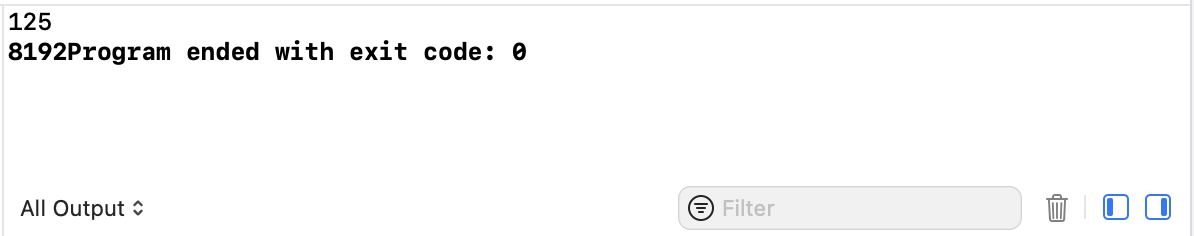 125
8192Program ended with exit code: 0
All Output
Filter